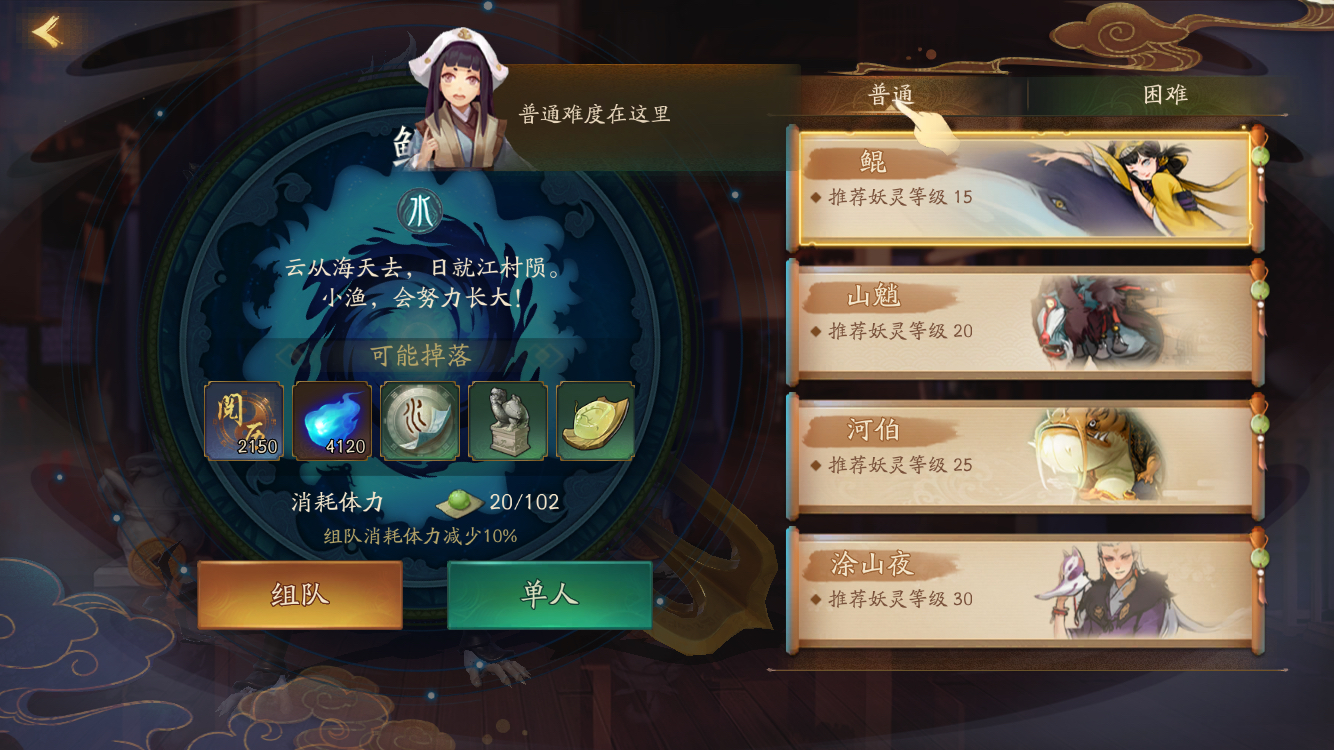 普通难度在这里
水
云从海天去，日就江村陨。
小渔，会努力长大！
可能掉落
阅历
2150
4120
消耗体力
20/102
组队消耗体力减少10%
组队
单人
普通
困难
鲲
推荐妖灵等级 15
山魈
推荐妖灵等级 20
河伯
推荐妖灵等级 25
涂山夜
推荐妖灵等级 30